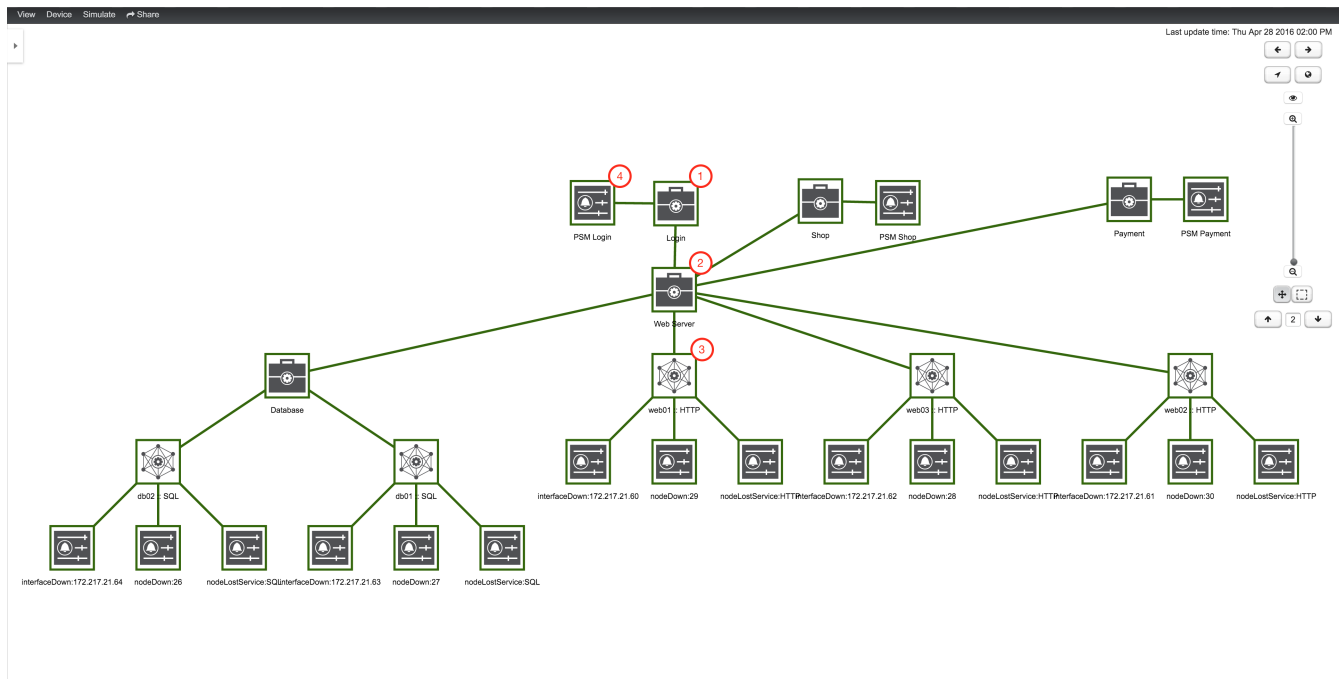 View Device Simulate Share
Last update time: Thu Apr 28 2016 02:00 PM
4
1
PSM Login
Login
Shop
PSM Shop
Payment
PSM Payment
2
Web Server
2
3
Database
web01 :: HTTP
web03 :: HTTP
web02 :: HTTP
interfaceDown:172.217.21.60
nodeDown:29
nodeLostService:HTTP
interfaceDown:172.217.21.62
nodeDown:28
nodeLostService:HTTP
interfaceDown:172.217.21.61
nodeDown:30
nodeLostService:HTTP
db02 :: SQL
db01 :: SQL
interfaceDown:172.217.21.64
nodeDown:26
nodeLostService:SQL
interfaceDown:172.217.21.63
nodeDown:27
nodeLostService:SQL